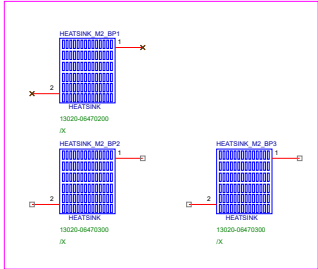 HEATSINK_M2_BP1
1
2
HEATSINK
13020-06470200
/X
HEATSINK_M2_BP2
1
2
HEATSINK
13020-06470300
/X
HEATSINK_M2_BP3
1
2
HEATSINK
13020-06470300
/X